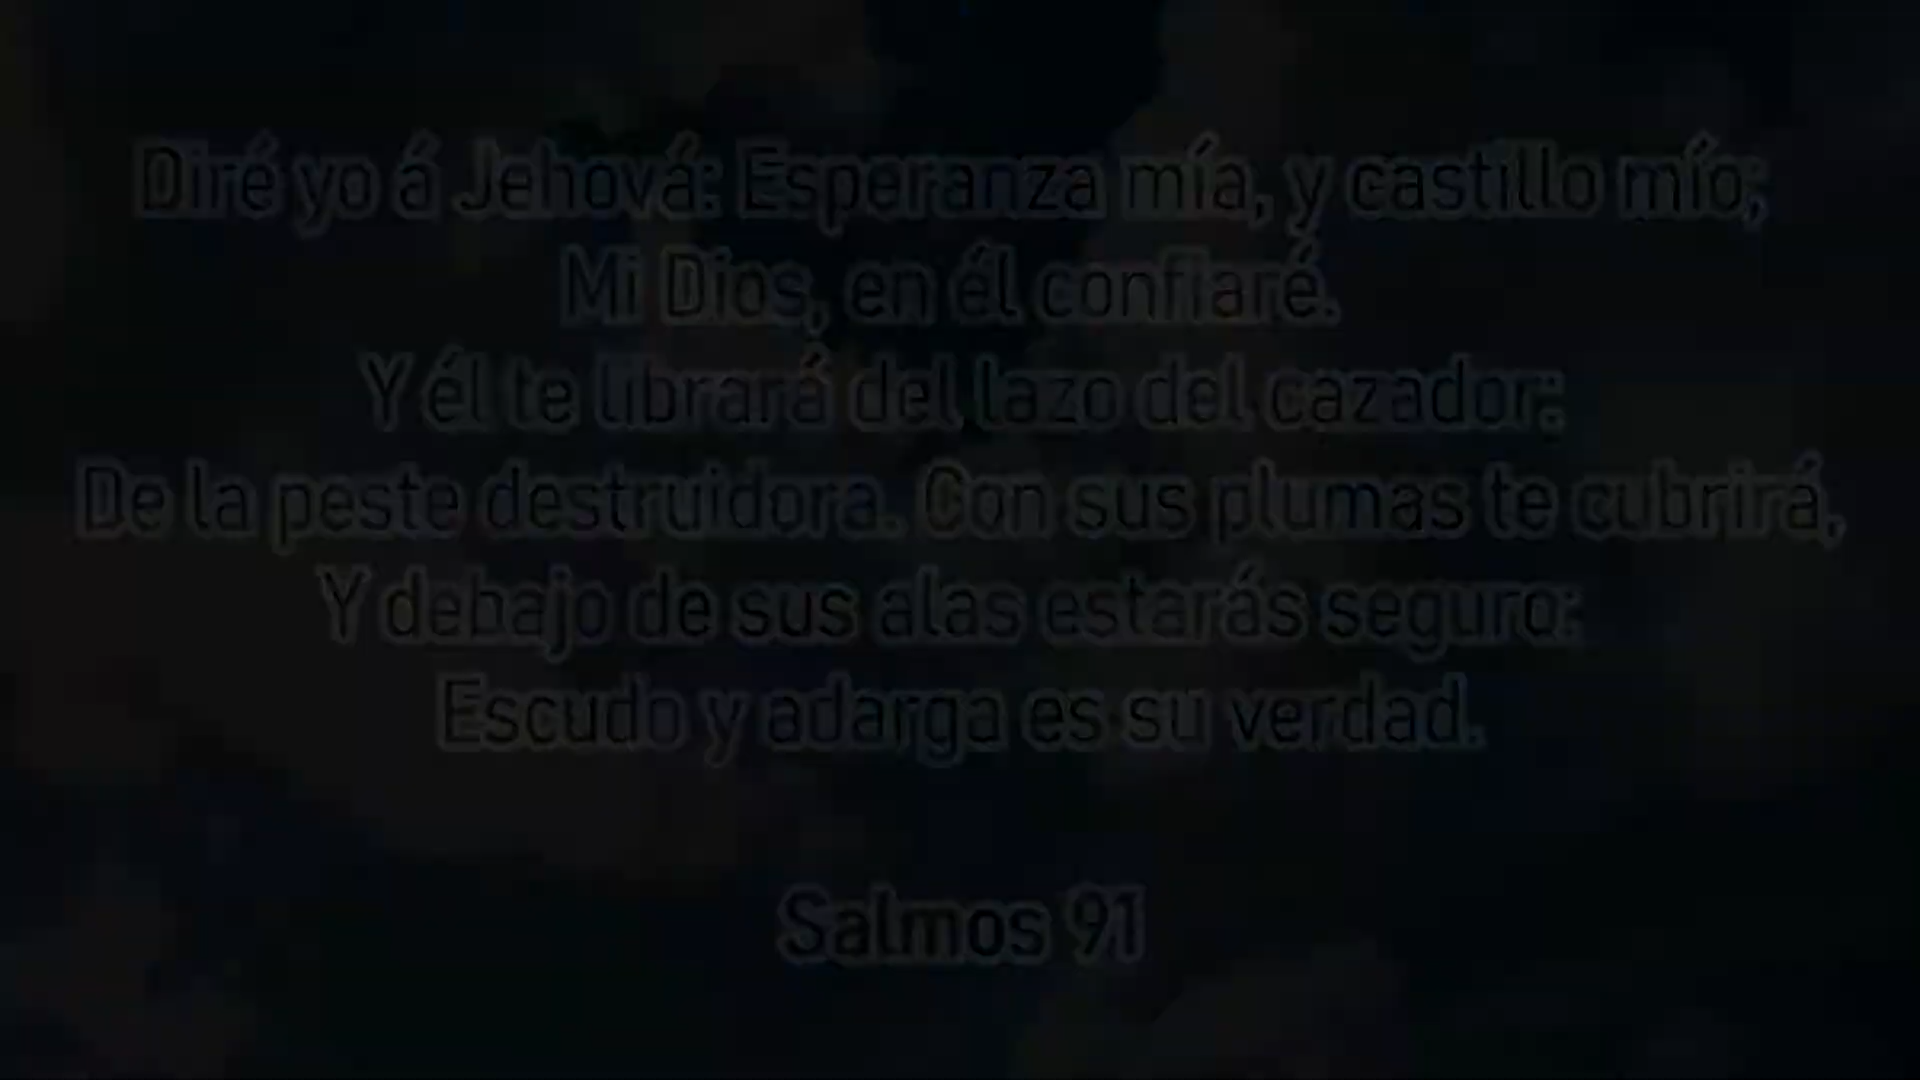 Diré yo á Jehová: Esperanza mía, y castillo mío;
Mi Dios, en él confiaré.
Y él te librará del lazo del cazador:
De la peste destruidora. Con sus plumas te cubrirá,
Y debajo de sus alas estarás seguro:
Escudo y adarga es su verdad.
Salmos 91